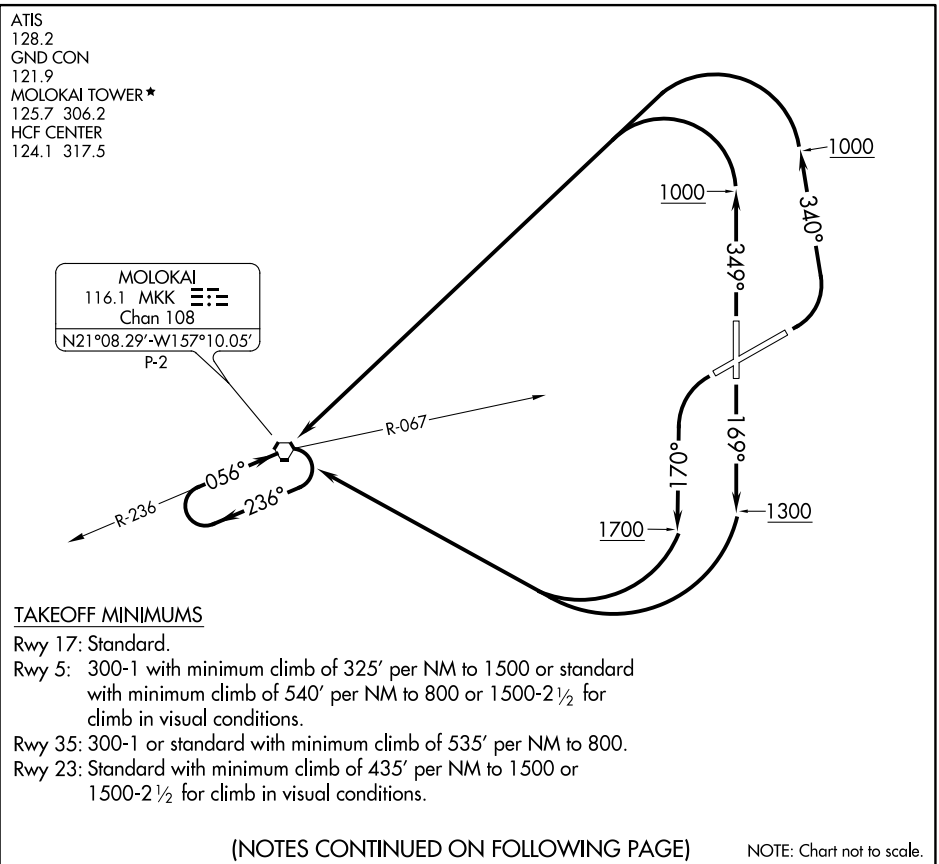 ATIS
128.2
GND CON
121.9
MOLOKAI TOWER★
125.7 306.2
HCF CENTER
124.1 317.5
1000
1000
340°
349°
MOLOKAI
116.1 MKK
Chan 108
N21°08.29'-W157°10.05'
P-2
R-067
056°
236°
R-236
171°
169°
1700
1300
TAKEOFF MINIMUMS
Rwy 17: Standard.
Rwy 5: 300-1 with minimum climb of 325' per NM to 1500 or standard
with minimum climb of 540' per NM to 800 or 1500-2½ for
climb in visual conditions.
Rwy 35: 300-1 or standard with minimum climb of 535' per NM to 800.
Rwy 23: Standard with minimum climb of 435' per NM to 1500 or
1500-2½ for climb in visual conditions.
(NOTES CONTINUED ON FOLLOWING PAGE)
NOTE: Chart not to scale.